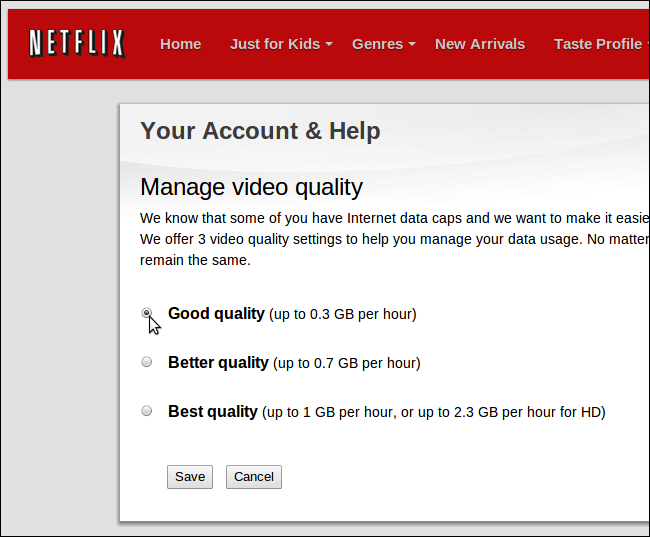 NETFLIX Home Just for Kids Genres New Arrivals Taste Profile
Your Account & Help
Manage video quality
We know that some of you have Internet data caps and we want to make it easie
We offer 3 video quality settings to help you manage your data usage. No matter
remain the same.
Good quality (up to 0.3 GB per hour)
Better quality (up to 0.7 GB per hour)
Best quality (up to 1 GB per hour, or up to 2.3 GB per hour for HD)
Save Cancel